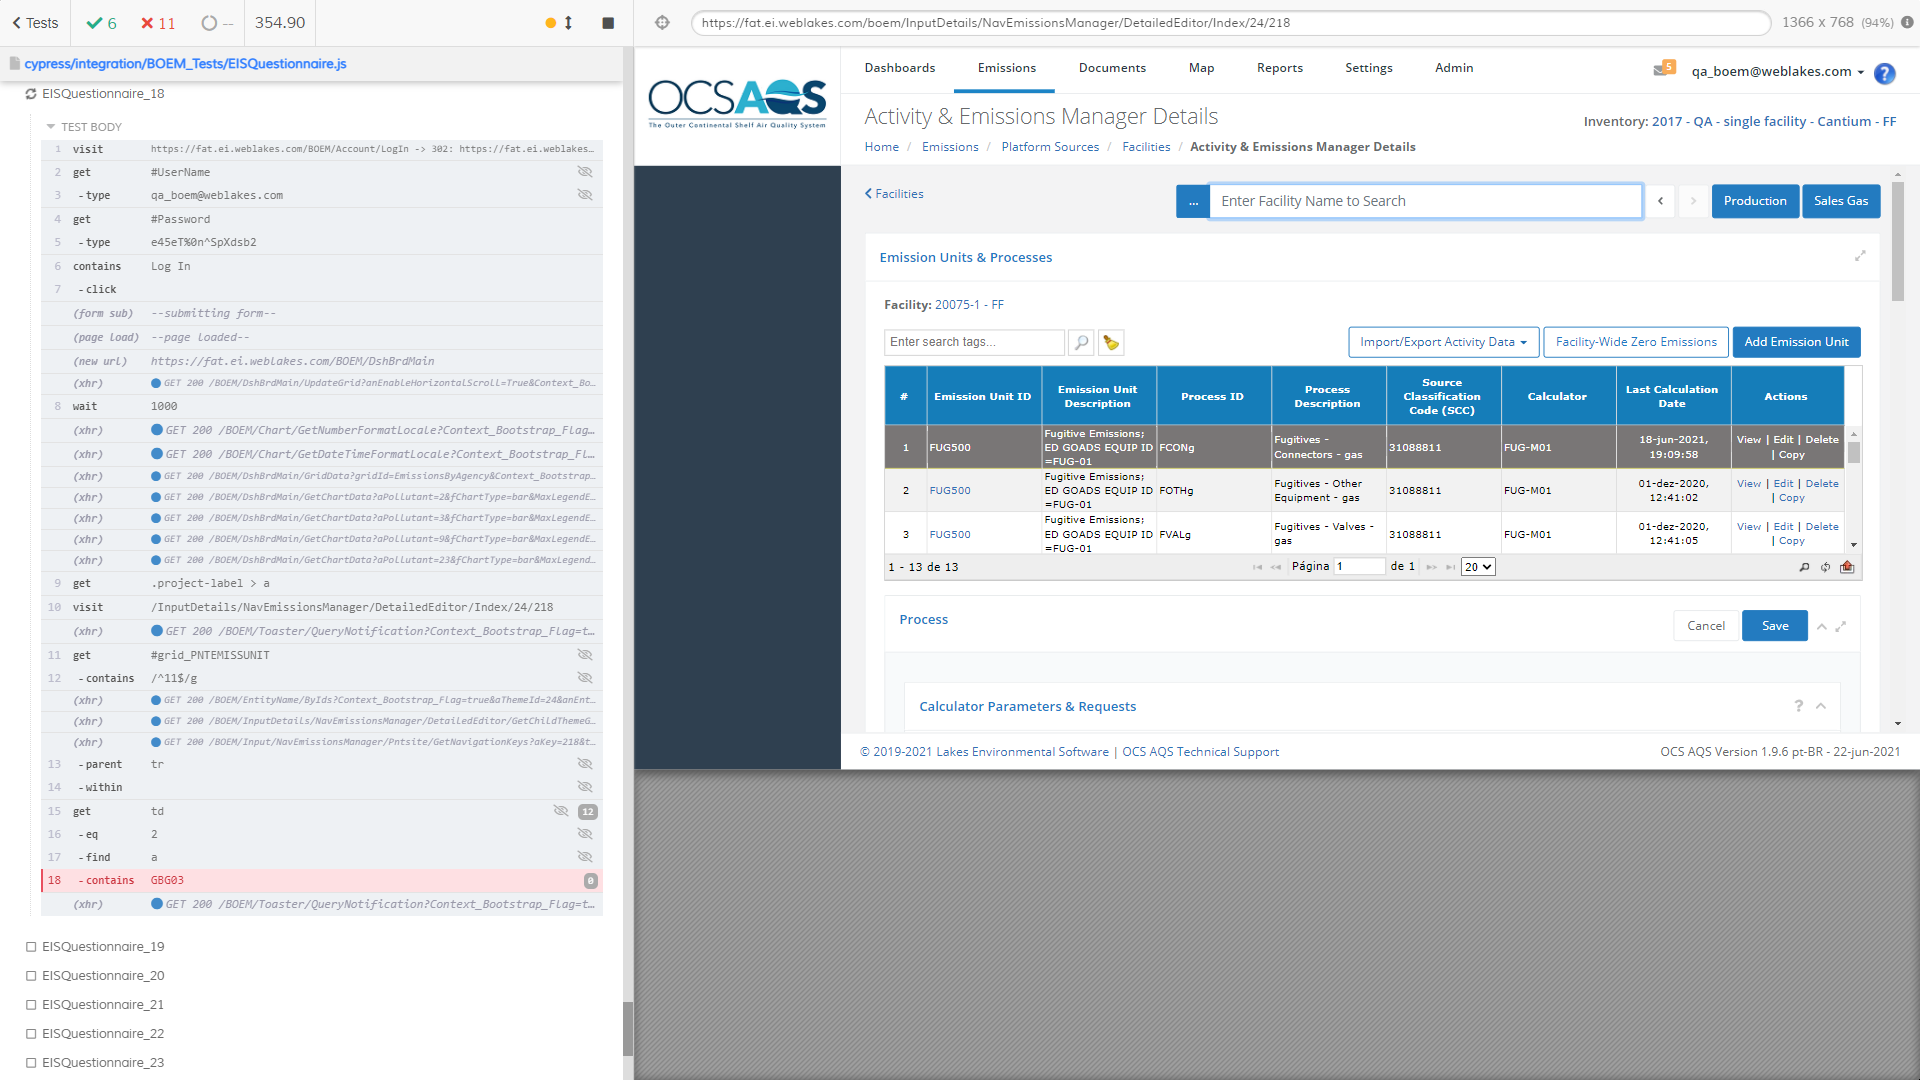 Tests
6
11
--
354.90
cypress/integration/BOEM_Tests/EISQuestionnaire.js
EISQuestionnaire_18
TEST BODY
1 visit https://fat.ei.weblakes.com/BOEM/Account/LogIn -> 302: https://fat.ei.weblakes…
2 get #UserName
3 -type qa_boem@weblakes.com
4 get #Password
5 -type e45eT%0n^SpXdsb2
6 contains Log In
7 -click
(form sub) --submitting form--
(page load) --page loaded--
(new url) https://fat.ei.weblakes.com/BOEM/DshBrdMain
(xhr) GET 200 /BOEM/DshBrdMain/UpdateGrid?anEnableHorizontalScroll=True&Context_Bo…
8 wait 1000
(xhr) GET 200 /BOEM/Chart/GetNumberFormatLocale?Context_Bootstrap_Flag…
(xhr) GET 200 /BOEM/Chart/GetDateTimeFormatLocale?Context_Bootstrap_Fl…
(xhr) GET 200 /BOEM/DshBrdMain/GridData?gridId=EmissionsByAgency&Context_Bootstrap…
(xhr) GET 200 /BOEM/DshBrdMain/GetChartData?aPollutant=2&fChartType=bar&MaxLegendE…
(xhr) GET 200 /BOEM/DshBrdMain/GetChartData?aPollutant=3&fChartType=bar&MaxLegendE…
(xhr) GET 200 /BOEM/DshBrdMain/GetChartData?aPollutant=9&fChartType=bar&MaxLegendE…
(xhr) GET 200 /BOEM/DshBrdMain/GetChartData?aPollutant=23&fChartType=bar&MaxLegend…
9 get .project-label > a
10 visit /InputDetails/NavEmissionsManager/DetailedEditor/Index/24/218
(xhr) GET 200 /BOEM/Toaster/QueryNotification?Context_Bootstrap_Flag=t…
11 get #grid_PNTEMISSUNIT
12 -contains /^11$/g
(xhr) GET 200 /BOEM/EntityName/ByIds?Context_Bootstrap_Flag=true&aThemeId=24&anEnt…
(xhr) GET 200 /BOEM/InputDetails/NavEmissionsManager/DetailedEditor/GetChildThemeG…
(xhr) GET 200 /BOEM/Input/NavEmissionsManager/Pntsite/GetNavigationKeys?aKey=218&t…
13 -parent tr
14 -within
15 get td 12
16 -eq 2
17 -find a
18 -contains GBG03 0
(xhr) GET 200 /BOEM/Toaster/QueryNotification?Context_Bootstrap_Flag=t…
EISQuestionnaire_19
EISQuestionnaire_20
EISQuestionnaire_21
EISQuestionnaire_22
EISQuestionnaire_23
https://fat.ei.weblakes.com/boem/InputDetails/NavEmissionsManager/DetailedEditor/Index/24/218
1366 x 768 (94%)
OCSAQS
The Outer Continental Shelf Air Quality System
Dashboards Emissions Documents Map Reports Settings Admin
5
qa_boem@weblakes.com
?
Activity & Emissions Manager Details
Inventory: 2017 - QA - single facility - Cantium - FF
Home / Emissions / Platform Sources / Facilities / Activity & Emissions Manager Details
Facilities
...
Enter Facility Name to Search
Production
Sales Gas
Emission Units & Processes
Facility: 20075-1 - FF
Enter search tags...
Import/Export Activity Data
Facility-Wide Zero Emissions
Add Emission Unit
# Emission Unit ID Emission Unit Description Process ID Process Description Source Classification Code (SCC) Calculator Last Calculation Date Actions
1 FUG500 Fugitive Emissions; ED GOADS EQUIP ID =FUG-01 FCONg Fugitives - Connectors - gas 31088811 FUG-M01 18-jun-2021, 19:09:58 View | Edit | Delete | Copy
2 FUG500 Fugitive Emissions; ED GOADS EQUIP ID =FUG-01 FOTHg Fugitives - Other Equipment - gas 31088811 FUG-M01 01-dez-2020, 12:41:02 View | Edit | Delete | Copy
3 FUG500 Fugitive Emissions; ED GOADS EQUIP ID =FUG-01 FVALg Fugitives - Valves - gas 31088811 FUG-M01 01-dez-2020, 12:41:05 View | Edit | Delete | Copy
1 - 13 de 13
Página 1 de 1
20
Process
Cancel
Save
Calculator Parameters & Requests
?
© 2019-2021 Lakes Environmental Software | OCS AQS Technical Support
OCS AQS Version 1.9.6 pt-BR - 22-jun-2021